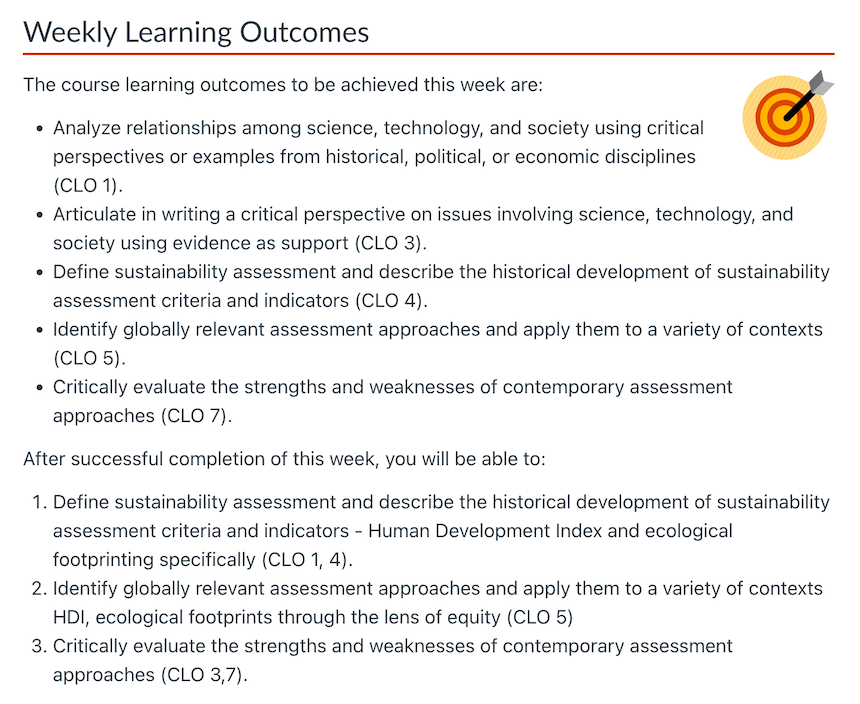 Weekly Learning Outcomes
The course learning outcomes to be achieved this week are:
• Analyze relationships among science, technology, and society using critical
perspectives or examples from historical, political, or economic disciplines
(CLO 1).
• Articulate in writing a critical perspective on issues involving science, technology, and
society using evidence as support (CLO 3).
• Define sustainability assessment and describe the historical development of sustainability
assessment criteria and indicators (CLO 4).
• Identify globally relevant assessment approaches and apply them to a variety of contexts
(CLO 5).
• Critically evaluate the strengths and weaknesses of contemporary assessment
approaches (CLO 7).
After successful completion of this week, you will be able to:
1. Define sustainability assessment and describe the historical development of sustainability
assessment criteria and indicators - Human Development Index and ecological
footprinting specifically (CLO 1, 4).
2. Identify globally relevant assessment approaches and apply them to a variety of contexts
HDI, ecological footprints through the lens of equity (CLO 5)
3. Critically evaluate the strengths and weaknesses of contemporary assessment
approaches (CLO 3,7).